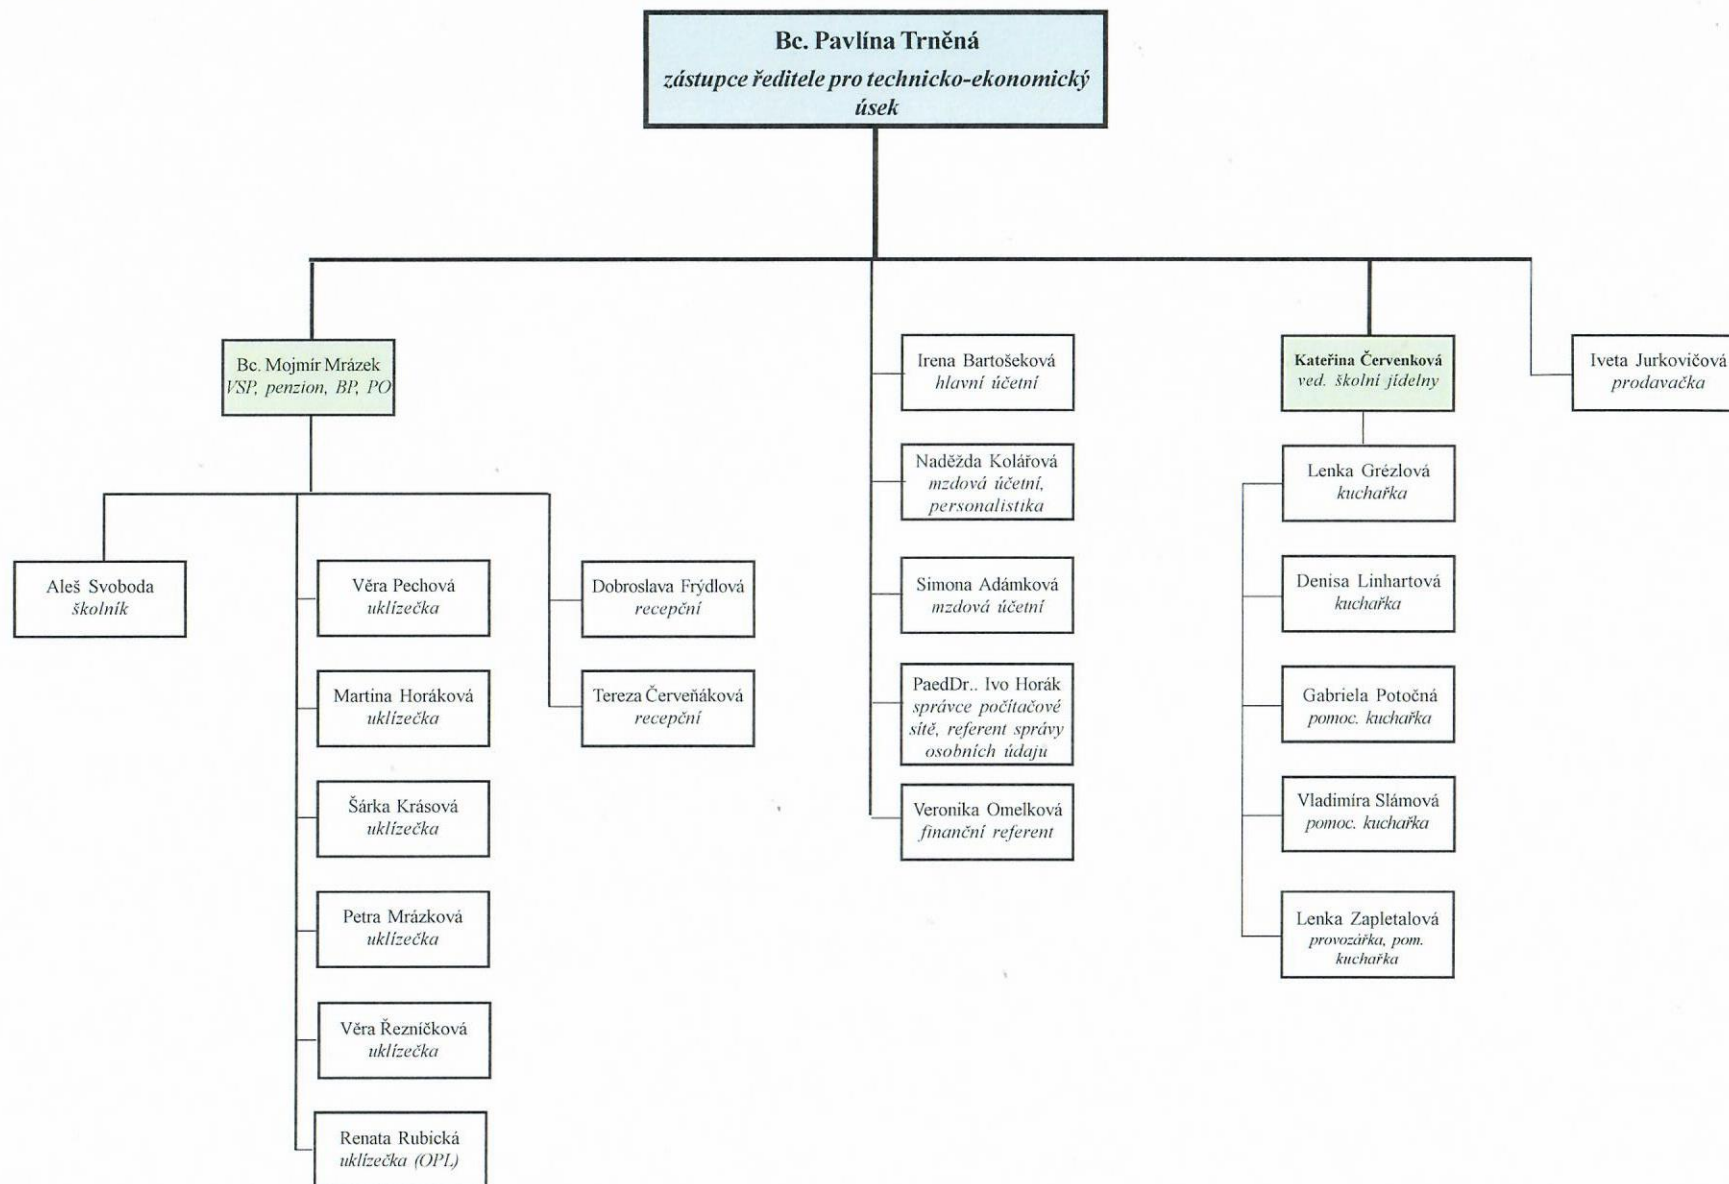 Bc. Pavlína Trněná
zástupce ředitele pro technicko-ekonomický
úsek
Bc. Mojmír Mrázek
VSP, penzion, BP, PO
Aleš Svoboda
školník
Věra Pechová
uklízečka
Martina Horáková
uklízečka
Šárka Krásová
uklízečka
Petra Mrázková
uklízečka
Věra Řezníčková
uklízečka
Renata Rubická
uklízečka (OPL)
Dobroslava Frýdlová
recepční
Tereza Červeňáková
recepční
Irena Bartošeková
hlavní účetní
Naděžda Kolářová
mzdová účetní,
personalistika
Simona Adámková
mzdová účetní
PaedDr.. Ivo Horák
správce počítačové
sítě, referent správy
osobních údajů
Veronika Omelková
finanční referent
Kateřina Červenková
ved. školní jídelny
Lenka Grézlová
kuchařka
Denisa Linhartová
kuchařka
Gabriela Potočná
pomoc. kuchařka
Vladimíra Slámová
pomoc. kuchařka
Lenka Zapletalová
provozářka, pom.
kuchařka
Iveta Jurkovičová
prodavačka